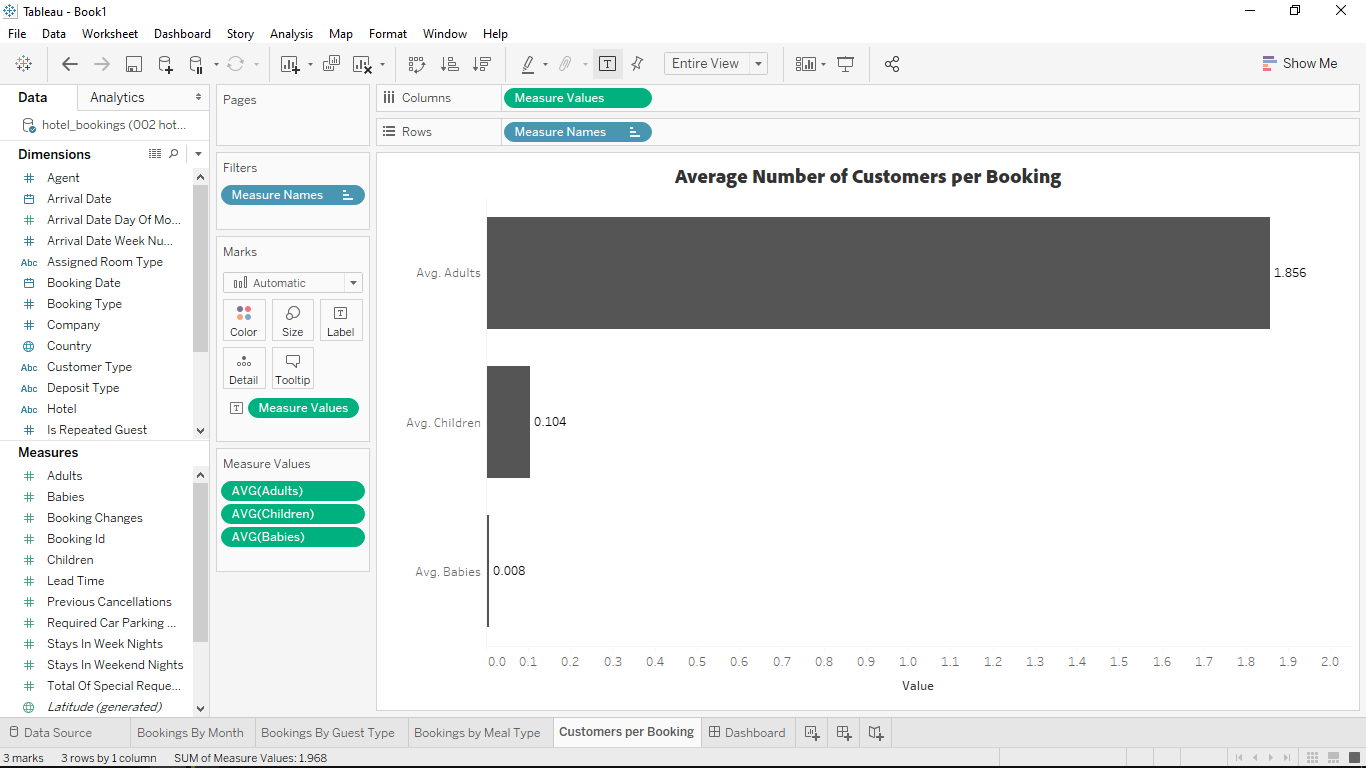 Tableau - Book1
File Data Worksheet Dashboard Story Analysis Map Format Window Help
Entire View
Show Me
Data Analytics
hotel_bookings (002 hot...
Dimensions
Agent
Arrival Date
Arrival Date Day Of Mo...
Arrival Date Week Nu...
Abc Assigned Room Type
Booking Date
Booking Type
Company
Country
Abc Customer Type
Abc Deposit Type
Abc Hotel
Is Repeated Guest
Measures
Adults
Babies
Booking Changes
Booking Id
Children
Lead Time
Previous Cancellations
Required Car Parking ...
Stays In Week Nights
Stays In Weekend Nights
Total Of Special Reque...
Latitude (generated)
Pages
Filters
Measure Names
Marks
Automatic
Color Size Label
Detail Tooltip
Measure Values
Measure Values
AVG(Adults)
AVG(Children)
AVG(Babies)
Columns Measure Values
Rows Measure Names
Average Number of Customers per Booking
Avg. Adults 1.856
Avg. Children 0.104
Avg. Babies 0.008
0.0 0.1 0.2 0.3 0.4 0.5 0.6 0.7 0.8 0.9 1.0 1.1 1.2 1.3 1.4 1.5 1.6 1.7 1.8 1.9 2.0
Value
Data Source Bookings By Month Bookings By Guest Type Bookings by Meal Type Customers per Booking Dashboard
3 marks 3 rows by 1 column SUM of Measure Values: 1.968